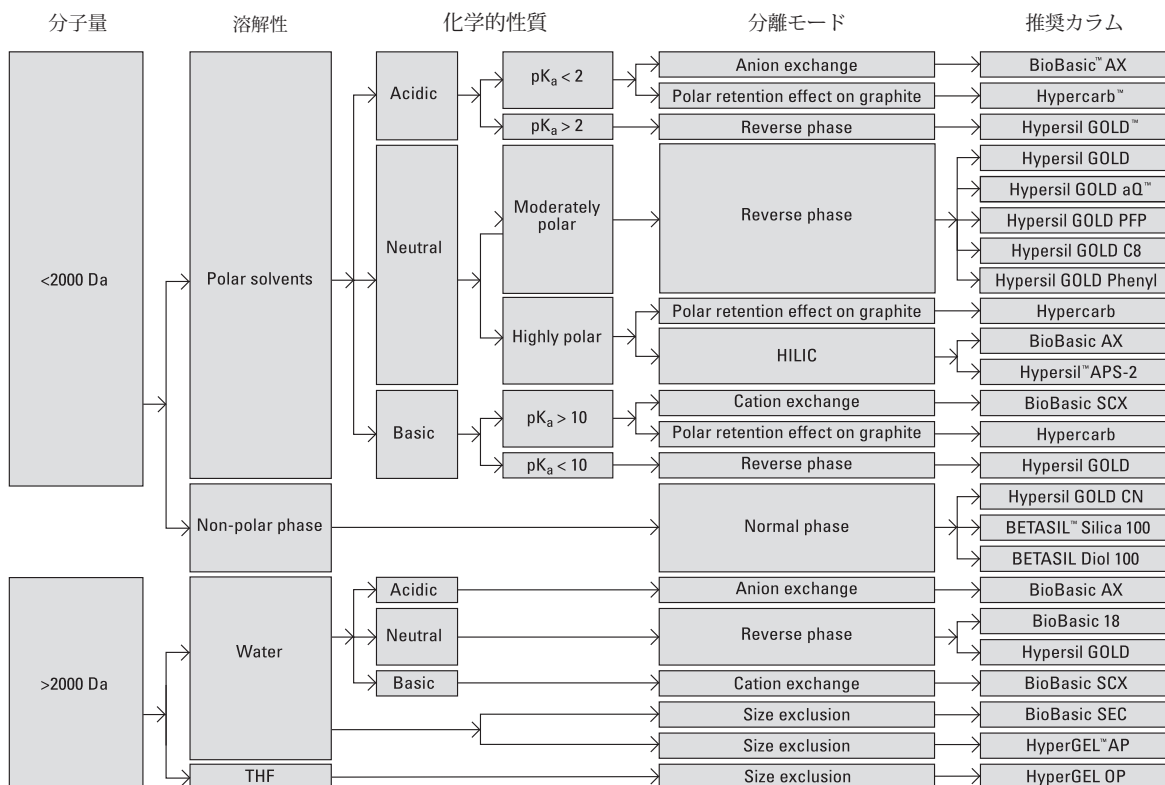 分子量
溶解性
化学的性質
分離モード
推奨カラム
<2000 Da
Polar solvents
Acidic
pKa < 2
Anion exchange
BioBasic™ AX
Polar retention effect on graphite
Hypercarb™
pKa > 2
Reverse phase
Hypersil GOLD™
Neutral
Moderately
polar
Reverse phase
Hypersil GOLD
Hypersil GOLD aQ™
Hypersil GOLD PFP
Hypersil GOLD C8
Hypersil GOLD Phenyl
Highly polar
Polar retention effect on graphite
Hypercarb
HILIC
BioBasic AX
Hypersil™APS-2
Basic
pKa > 10
Cation exchange
BioBasic SCX
Polar retention effect on graphite
Hypercarb
pKa < 10
Reverse phase
Hypersil GOLD
Non-polar phase
Normal phase
Hypersil GOLD CN
BETASIL™ Silica 100
BETASIL Diol 100
>2000 Da
Water
Acidic
Anion exchange
BioBasic AX
Neutral
Reverse phase
BioBasic 18
Hypersil GOLD
Basic
Cation exchange
BioBasic SCX
Size exclusion
BioBasic SEC
Size exclusion
HyperGEL™AP
THF
Size exclusion
HyperGEL OP